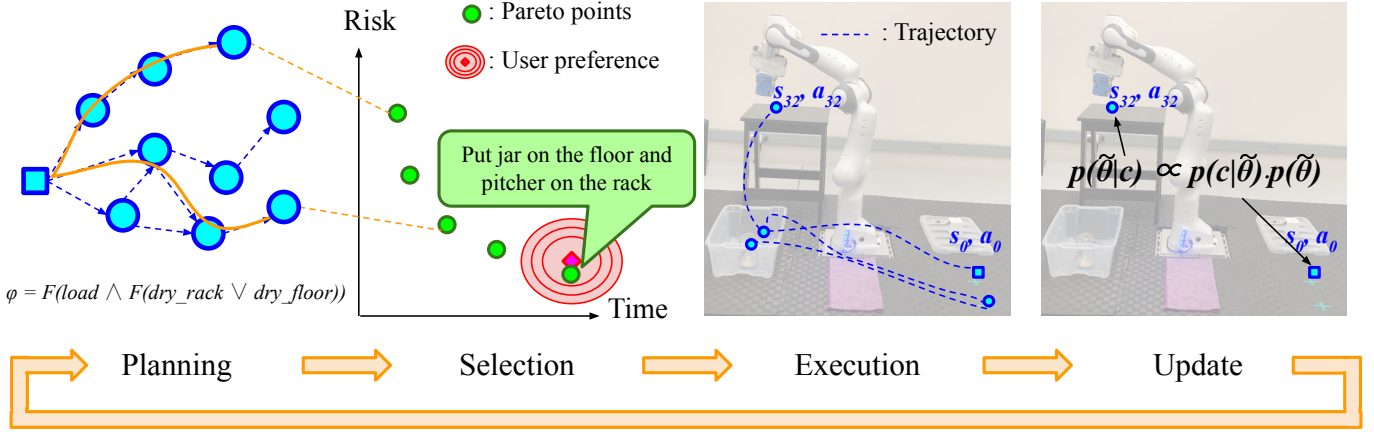 Risk
: Pareto points
: User preference
Put jar on the floor and
pitcher on the rack
φ = F(load ∧ F(dry_rack ∨ dry_floor))
Time
: Trajectory
s32, a32
s0, a0
s32, a32
p(θ̃|c) ∝ p(c|θ̃).p(θ̃)
s0, a0
Planning
Selection
Execution
Update